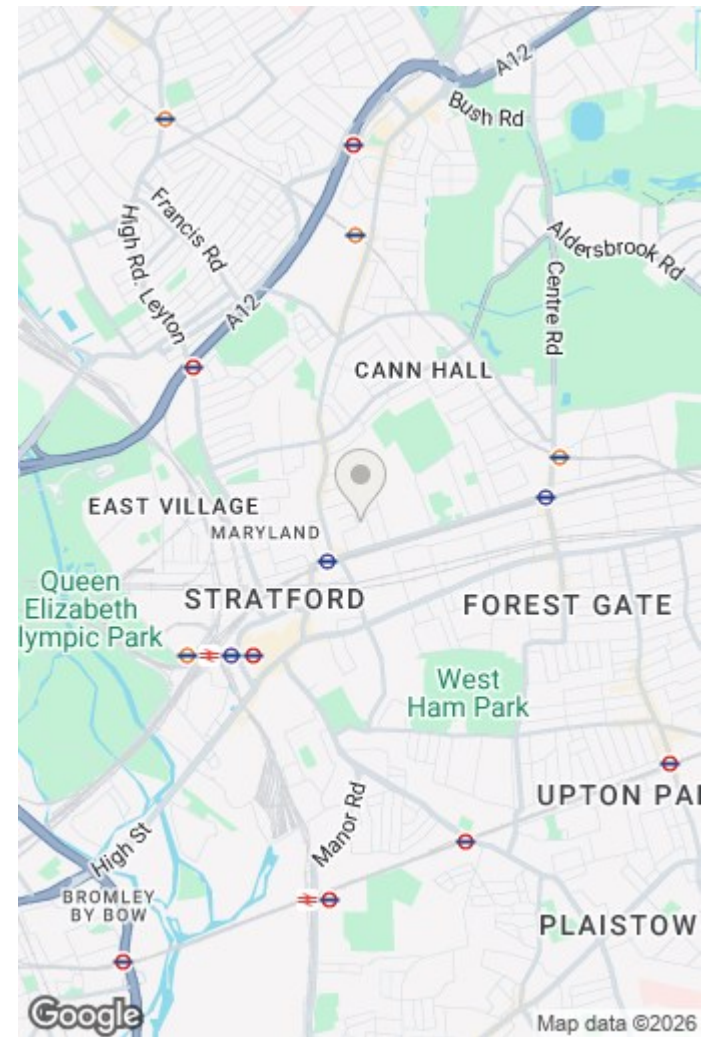 A12
Bush Rd
Francis Rd
High Rd. Leyton
A12
Aldersbrook Rd
Centre Rd
CANN HALL
EAST VILLAGE
MARYLAND
Queen
Elizabeth
lympic Park
STRATFORD
FOREST GATE
West
Ham Park
UPTON PA
Manor Rd
High St
BROMLEY
BY BOW
PLAISTOW
Google
Map data ©2026